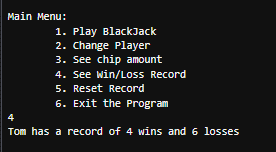 Main Menu:
1. Play BlackJack
2. Change Player
3. See chip amount
4. See Win/Loss Record
5. Reset Record
6. Exit the Program
4
Tom has a record of 4 wins and 6 losses